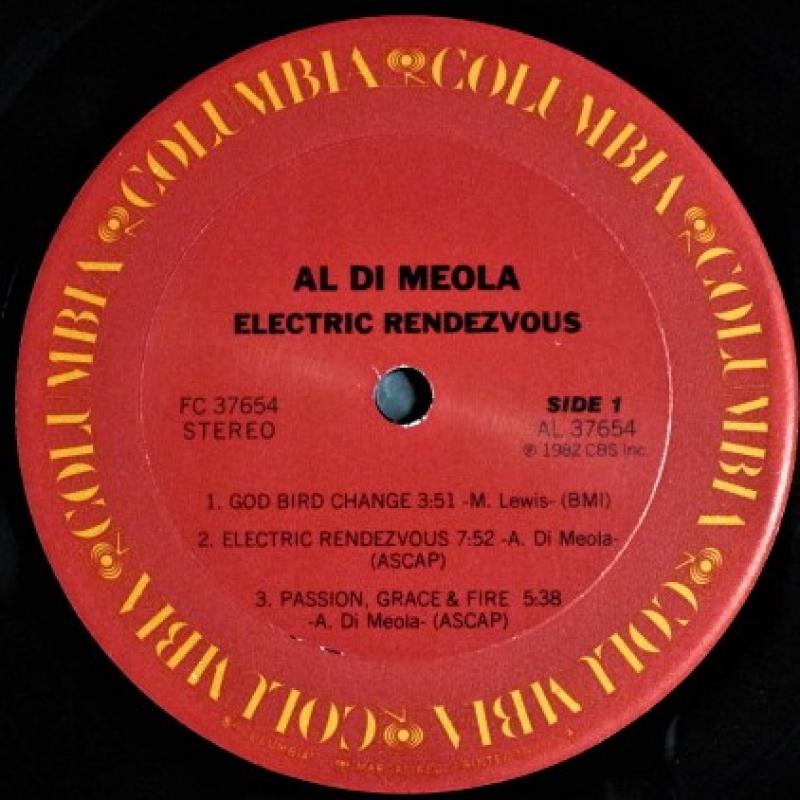 COLUMBIA COLUMBIA COLUMBIA COLUMBIA COLUMBIA COLUMBIA
AL DI MEOLA
ELECTRIC RENDEZVOUS
FC 37654
STEREO
SIDE 1
AL 37654
℗ 1982 CBS Inc.
1. GOD BIRD CHANGE 3:51 -M. Lewis- (BMI)
2. ELECTRIC RENDEZVOUS 7:52 -A. Di Meola-
(ASCAP)
3. PASSION, GRACE & FIRE 5:38
-A. Di Meola- (ASCAP)